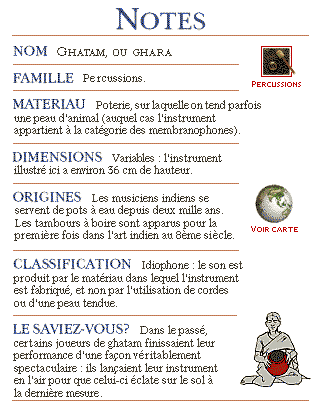 NOTES
NOM GHATAM, OU GHARA
FAMILLE Percussions.
PERCUSSIONS
MATERIAU Poterie, sur laquelle on tend parfois
une peau d'animal (auquel cas l'instrument
appartient à la catégorie des membranophones).
DIMENSIONS Variables : l'instrument
illustré ici a environ 36 cm de hauteur.
ORIGINES Les musiciens indiens se
servent de pots à eau depuis deux mille ans.
Les tambours à boire sont apparus pour la
première fois dans l'art indien au 8ème siècle.
VOIR CARTE
CLASSIFICATION Idiophone : le son est
produit par le matériau dans lequel l'instrument
est fabriqué, et non par l'utilisation de cordes
ou d'une peau tendue.
LE SAVIEZ-VOUS? Dans le passé,
certains joueurs de ghatam finissaient leur
performance d'une façon véritablement
spectaculaire : ils lançaient leur instrument
en l'air pour que celui-ci éclate sur le sol à
la dernière mesure.